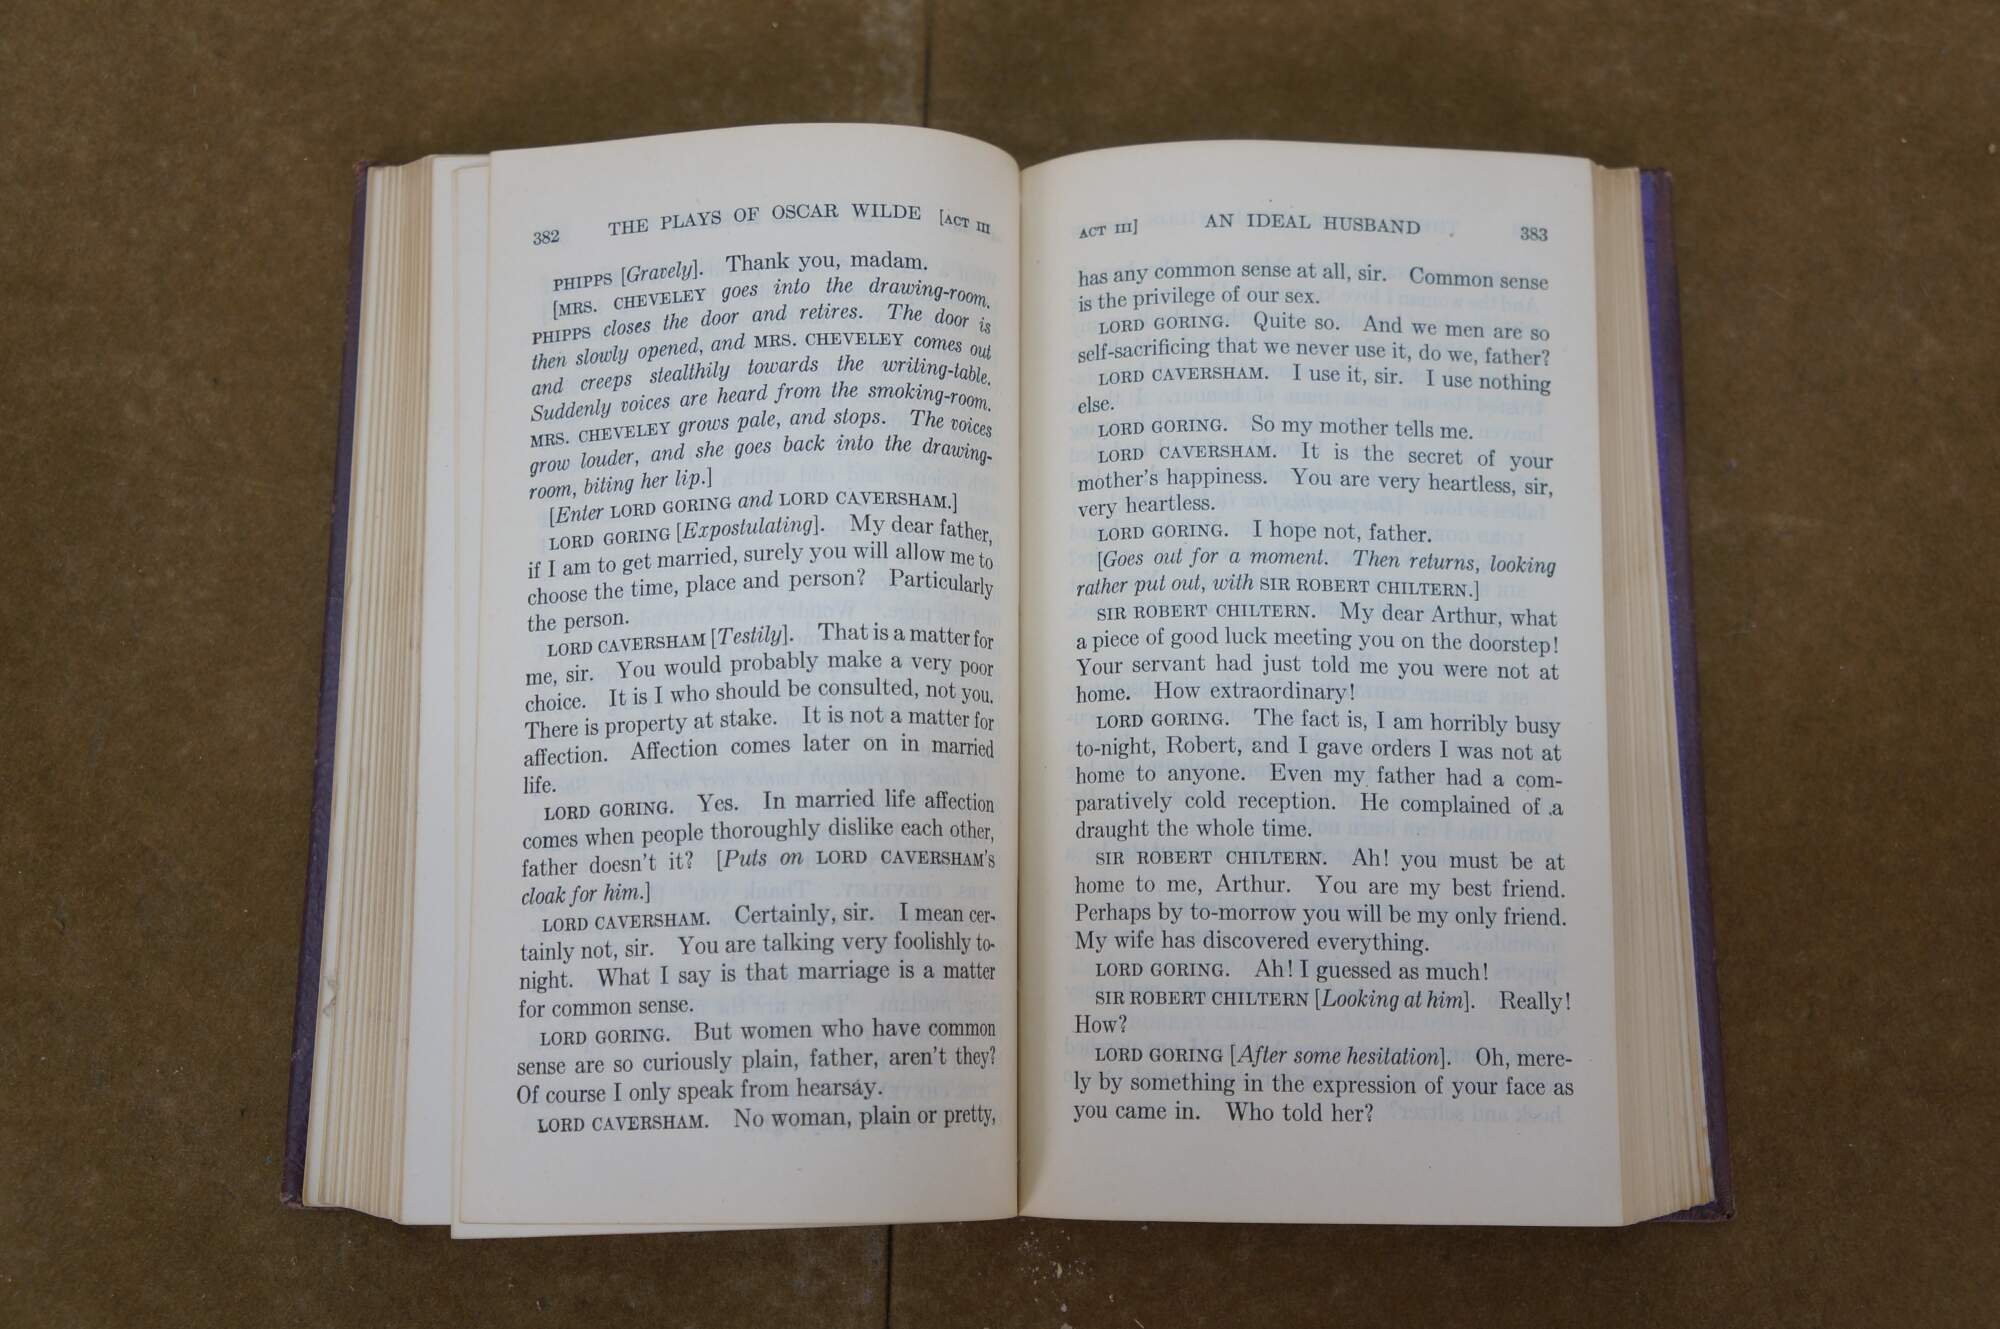 382 THE PLAYS OF OSCAR WILDE [ACT III
PHIPPS [Gravely]. Thank you, madam.
[MRS. CHEVELEY goes into the drawing-room.
PHIPPS closes the door and retires. The door is
then slowly opened, and MRS. CHEVELEY comes out
and creeps stealthily towards the writing-table.
Suddenly voices are heard from the smoking-room.
MRS. CHEVELEY grows pale, and stops. The voices
grow louder, and she goes back into the drawing-
room, biting her lip.]
[Enter LORD GORING and LORD CAVERSHAM.]
LORD GORING [Expostulating]. My dear father,
if I am to get married, surely you will allow me to
choose the time, place and person? Particularly
the person.
LORD CAVERSHAM [Testily]. That is a matter for
me, sir. You would probably make a very poor
choice. It is I who should be consulted, not you.
There is property at stake. It is not a matter for
affection. Affection comes later on in married
life.
LORD GORING. Yes. In married life affection
comes when people thoroughly dislike each other,
father doesn't it? [Puts on LORD CAVERSHAM'S
cloak for him.]
LORD CAVERSHAM. Certainly, sir. I mean cer-
tainly not, sir. You are talking very foolishly to-
night. What I say is that marriage is a matter
for common sense.
LORD GORING. But women who have common
sense are so curiously plain, father, aren't they?
Of course I only speak from hearsay.
LORD CAVERSHAM. No woman, plain or pretty,
ACT III] AN IDEAL HUSBAND 383
has any common sense at all, sir. Common sense
is the privilege of our sex.
LORD GORING. Quite so. And we men are so
self-sacrificing that we never use it, do we, father?
LORD CAVERSHAM. I use it, sir. I use nothing
else.
LORD GORING. So my mother tells me.
LORD CAVERSHAM. It is the secret of your
mother's happiness. You are very heartless, sir,
very heartless.
LORD GORING. I hope not, father.
[Goes out for a moment. Then returns, looking
rather put out, with SIR ROBERT CHILTERN.]
SIR ROBERT CHILTERN. My dear Arthur, what
a piece of good luck meeting you on the doorstep!
Your servant had just told me you were not at
home. How extraordinary!
LORD GORING. The fact is, I am horribly busy
to-night, Robert, and I gave orders I was not at
home to anyone. Even my father had a com-
paratively cold reception. He complained of a
draught the whole time.
SIR ROBERT CHILTERN. Ah! you must be at
home to me, Arthur. You are my best friend.
Perhaps by to-morrow you will be my only friend.
My wife has discovered everything.
LORD GORING. Ah! I guessed as much!
SIR ROBERT CHILTERN [Looking at him]. Really!
How?
LORD GORING [After some hesitation]. Oh, mere-
ly by something in the expression of your face as
you came in. Who told her?